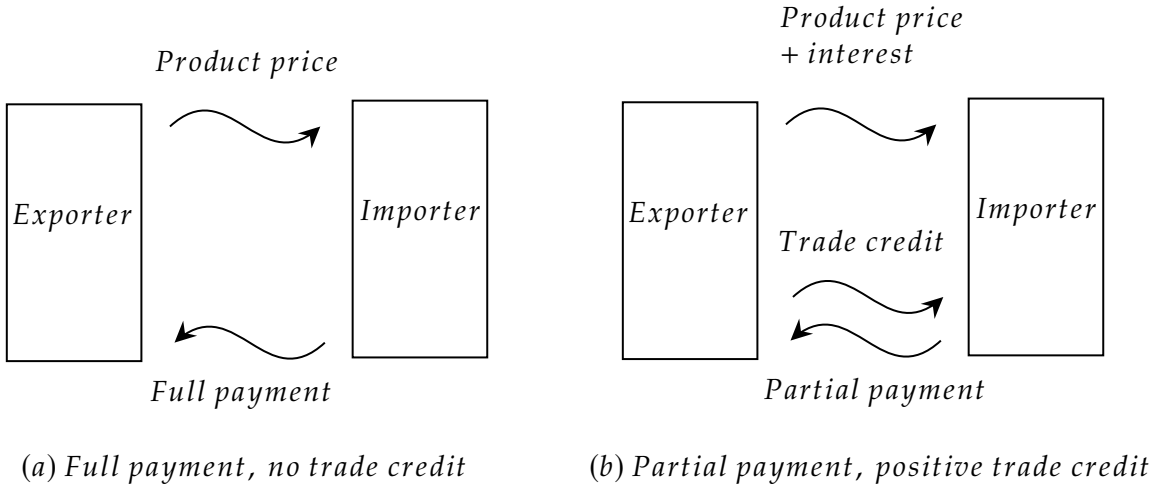 Product price
Exporter
Importer
Full payment
(a) Full payment, no trade credit
Product price
+ interest
Exporter
Importer
Trade credit
Partial payment
(b) Partial payment, positive trade credit